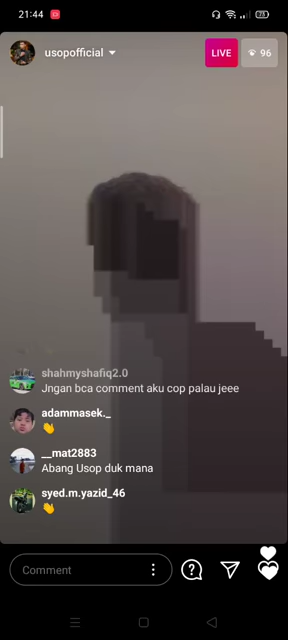 21:44
73
usopofficial
LIVE
96
shahmyshafiq2.0
Jngan bca comment aku cop palau jeee
adammasek._
👏
__mat2883
Abang Usop duk mana
syed.m.yazid_46
👏
Comment